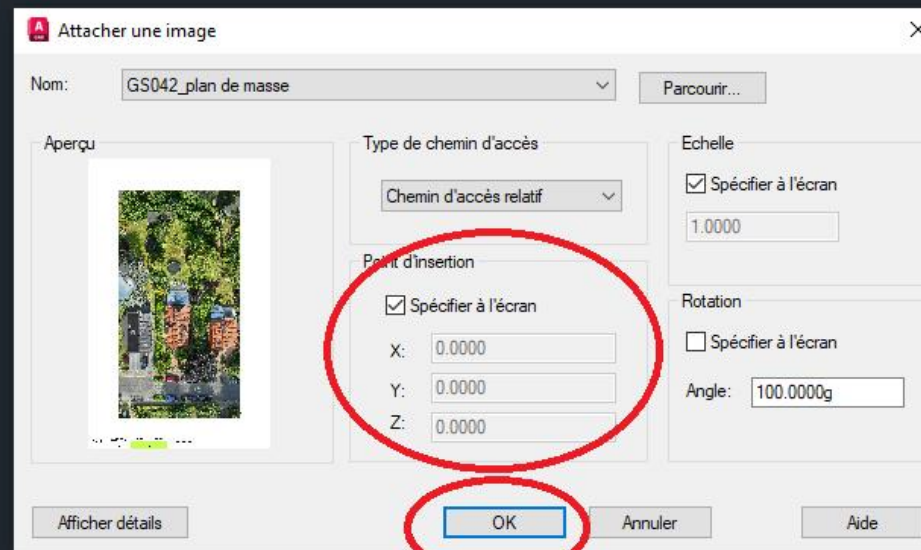 Attacher une image
Nom: GS042_plan de masse Parcourir...
Aperçu
Type de chemin d'accès
Chemin d'accès relatif
Point d'insertion
Spécifier à l'écran
X: 0.0000
Y: 0.0000
Z: 0.0000
Echelle
Spécifier à l'écran
1.0000
Rotation
Spécifier à l'écran
Angle: 100.0000g
Afficher détails OK Annuler Aide